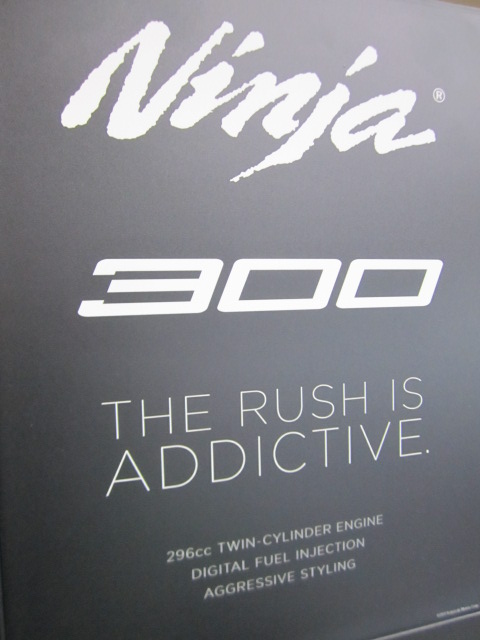 Ninja®
300
THE RUSH IS
ADDICTIVE.
296cc TWIN-CYLINDER ENGINE
DIGITAL FUEL INJECTION
AGGRESSIVE STYLING